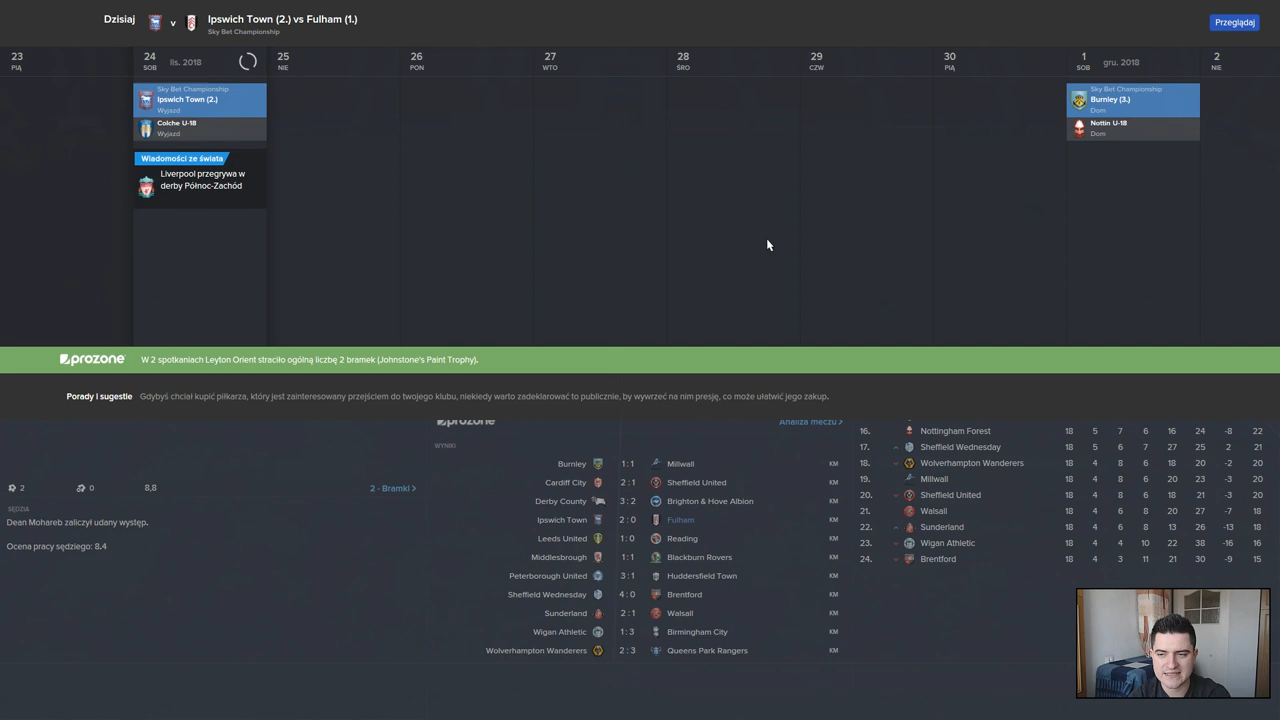 Dzisiaj
v
Ipswich Town (2.) vs Fulham (1.)
Sky Bet Championship
Przeglądaj
23
PIĄ
24
SOB
lis. 2018
25
NIE
26
PON
27
WTO
28
ŚRO
29
CZW
30
PIĄ
1
SOB
gru. 2018
2
NIE
Sky Bet Championship
Ipswich Town (2.)
Wyjazd
Colche U-18
Wyjazd
Wiadomości ze świata
Liverpool przegrywa w
derby Północ-Zachód
Sky Bet Championship
Burnley (3.)
Dom
Nottin U-18
Dom
prozone
W 2 spotkaniach Leyton Orient straciło ogólną liczbę 2 bramek (Johnstone's Paint Trophy).
Porady i sugestie
Gdybyś chciał kupić piłkarza, który jest zainteresowany przejściem do twojego klubu, niekiedy warto zadeklarować to publicznie, by wywrzeć na nim presję, co może ułatwić jego zakup.
2
0
8,8
2 - Bramki >
SĘDZIA
Dean Mohareb zaliczył udany występ.
Ocena pracy sędziego: 8.4
prozone
Analiza meczu >
WYNIKI
Burnley 1:1 Millwall KM
Cardiff City 2:1 Sheffield United KM
Derby County 3:2 Brighton & Hove Albion KM
Ipswich Town 2:0 Fulham KM
Leeds United 1:0 Reading KM
Middlesbrough 1:1 Blackburn Rovers KM
Peterborough United 3:1 Huddersfield Town KM
Sheffield Wednesday 4:0 Brentford KM
Sunderland 2:1 Walsall KM
Wigan Athletic 1:3 Birmingham City KM
Wolverhampton Wanderers 2:3 Queens Park Rangers KM
16. Nottingham Forest 18 5 7 6 16 24 -8 22
17. Sheffield Wednesday 18 5 6 7 27 25 2 21
18. Wolverhampton Wanderers 18 4 8 6 18 20 -2 20
19. Millwall 18 4 8 6 20 23 -3 20
20. Sheffield United 18 4 8 6 18 21 -3 20
21. Walsall 18 4 6 8 20 27 -7 18
22. Sunderland 18 4 6 8 13 26 -13 18
23. Wigan Athletic 18 4 4 10 22 38 -16 16
24. Brentford 18 4 3 11 21 30 -9 15